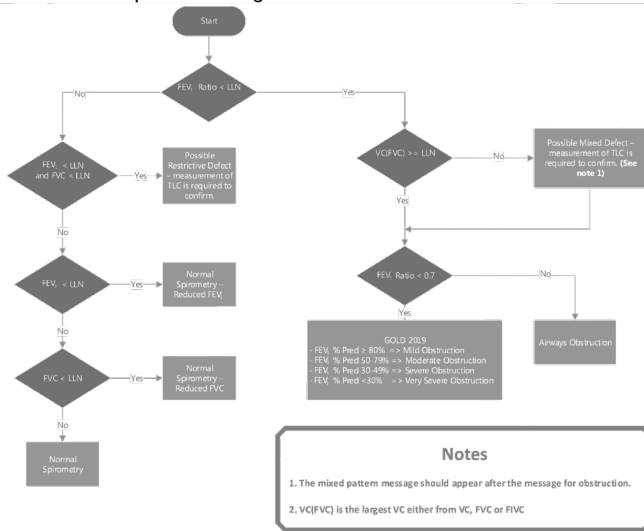 Start
FEV₁ Ratio < LLN
No
Yes
FEV₁ < LLN
and FVC < LLN
Yes
Possible
Restrictive Defect
– measurement of
TLC is required to
confirm.
VC(FVC) >= LLN
No
Possible Mixed Defect –
measurement of TLC is
required to confirm. (See
note 1)
No
Yes
FEV₁ < LLN
Yes
Normal
Spirometry –
Reduced FEV₁
FEV₁ Ratio < 0.7
No
No
Yes
FVC < LLN
Yes
Normal
Spirometry –
Reduced FVC
GOLD 2019
- FEV₁ % Pred ≥ 80% => Mild Obstruction
- FEV₁ % Pred 50-79% => Moderate Obstruction
- FEV₁ % Pred 30-49% => Severe Obstruction
- FEV₁ % Pred <30% => Very Severe Obstruction
Airways Obstruction
No
Normal
Spirometry
Notes
1. The mixed pattern message should appear after the message for obstruction.
2. VC(FVC) is the largest VC either from VC, FVC or FIVC